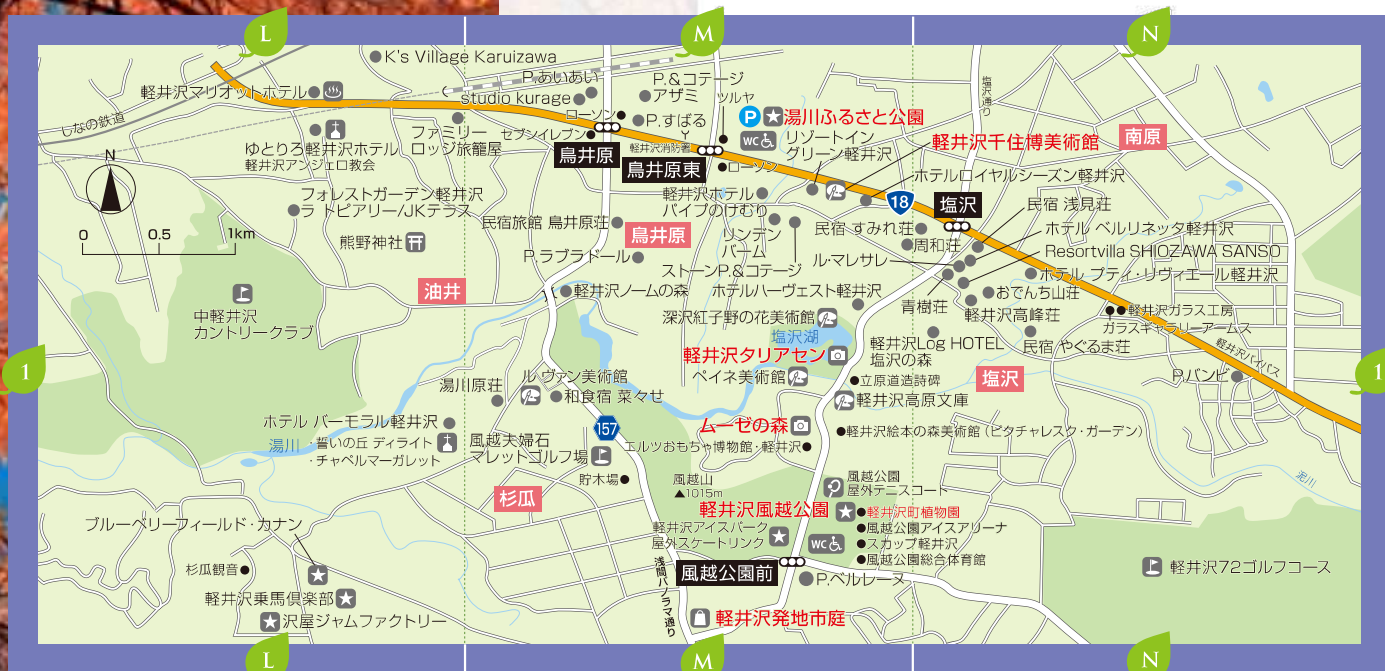 L
M
N
K's Village Karuizawa
P.あいあい
P.&コテージ
アザミ
ツルヤ
塩沢通り
軽井沢マリオットホテル
studio kurage
しなの鉄道
ファミリー
ロッジ旅籠屋
ローソン
セブンイレブン
P.すばる
軽井沢消防署
P
湯川ふるさと公園
WC
リゾートイン
グリーン軽井沢
軽井沢千住博美術館
南原
ゆとりろ軽井沢ホテル
軽井沢アンジェロ教会
鳥井原
鳥井原東
ローソン
ホテルロイヤルシーズン軽井沢
N
フォレストガーデン軽井沢
ラ トピアリー/JKテラス
軽井沢ホテル
パイプのけむり
18
塩沢
民宿 浅見荘
0
0.5
1km
民宿旅館 鳥井原荘
鳥井原
リンデン
バーム
民宿 すみれ荘
ホテル ベルリネッタ軽井沢
熊野神社
周和荘
Resortvilla SHIOZAWA SANSO
P.ラブラドール
ストーンP.&コテージ
ル・マレサレ
ホテル プティ・リヴィエール軽井沢
油井
軽井沢ノームの森
ホテルハーヴェスト軽井沢
青樹荘
おでんち山荘
中軽井沢
カントリークラブ
深沢紅子野の花美術館
軽井沢高峰荘
軽井沢ガラス工房
ガラスギャラリーアームス
塩沢湖
軽井沢Log HOTEL
塩沢の森
民宿 やぐるま荘
軽井沢バイパス
1
1
軽井沢タリアセン
ペイネ美術館
塩沢
P.バンビ
湯川原荘
ル ヴァン美術館
和食宿 菜々せ
立原道造詩碑
軽井沢高原文庫
ホテル バーモラル軽井沢
157
ムーゼの森
軽井沢絵本の森美術館(ピクチャレスク・ガーデン)
湯川
・誓いの丘 ディライト
・チャペルマーガレット
風越夫婦石
マレットゴルフ場
エルツおもちゃ博物館・軽井沢
貯木場
風越山
▲1015m
風越公園
屋外テニスコート
泥川
杉瓜
軽井沢風越公園
軽井沢町植物園
ブルーベリーフィールド・カナン
軽井沢アイスパーク
屋外スケートリンク
風越公園アイスアリーナ
WC
スカップ軽井沢
風越公園総合体育館
杉瓜観音
浅間パノラマ通り
風越公園前
P.ベルレーヌ
軽井沢72ゴルフコース
軽井沢乗馬倶楽部
沢屋ジャムファクトリー
軽井沢発地市庭
L
M
N